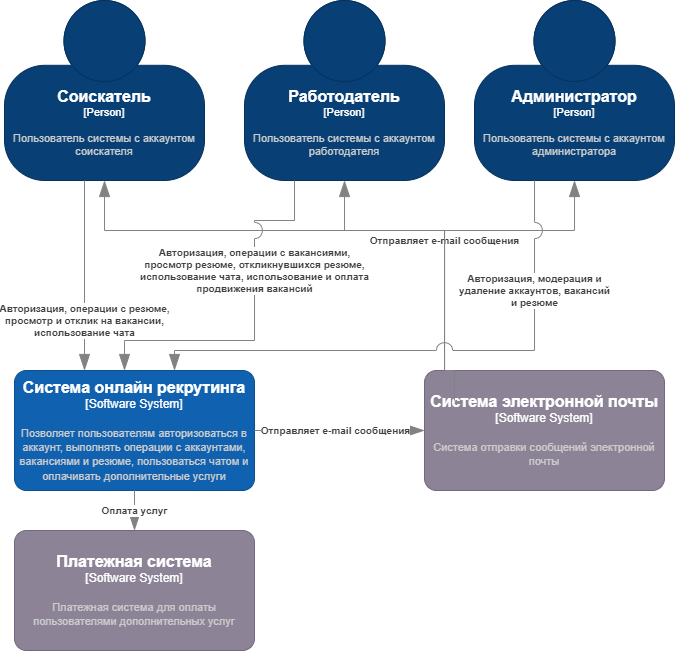 Соискатель
[Person]
Пользователь системы с аккаунтом
соискателя
Работодатель
[Person]
Пользователь системы с аккаунтом
работодателя
Администратор
[Person]
Пользователь системы с аккаунтом
администратора
Отправляет e-mail сообщения
Авторизация, операции с вакансиями,
просмотр резюме, откликнувшихся резюме,
использование чата, использование и оплата
продвижения вакансий
Авторизация, модерация и
удаление аккаунтов, вакансий
и резюме
Авторизация, операции с резюме,
просмотр и отклик на вакансии,
использование чата
Система онлайн рекрутинга
[Software System]
Позволяет пользователям авторизоваться в
аккаунт, выполнять операции с аккаунтами,
вакансиями и резюме, пользоваться чатом и
оплачивать дополнительные услуги
Отправляет e-mail сообщения
Система электронной почты
[Software System]
Система отправки сообщений электронной
почты
Оплата услуг
Платежная система
[Software System]
Платежная система для оплаты
пользователями дополнительных услуг